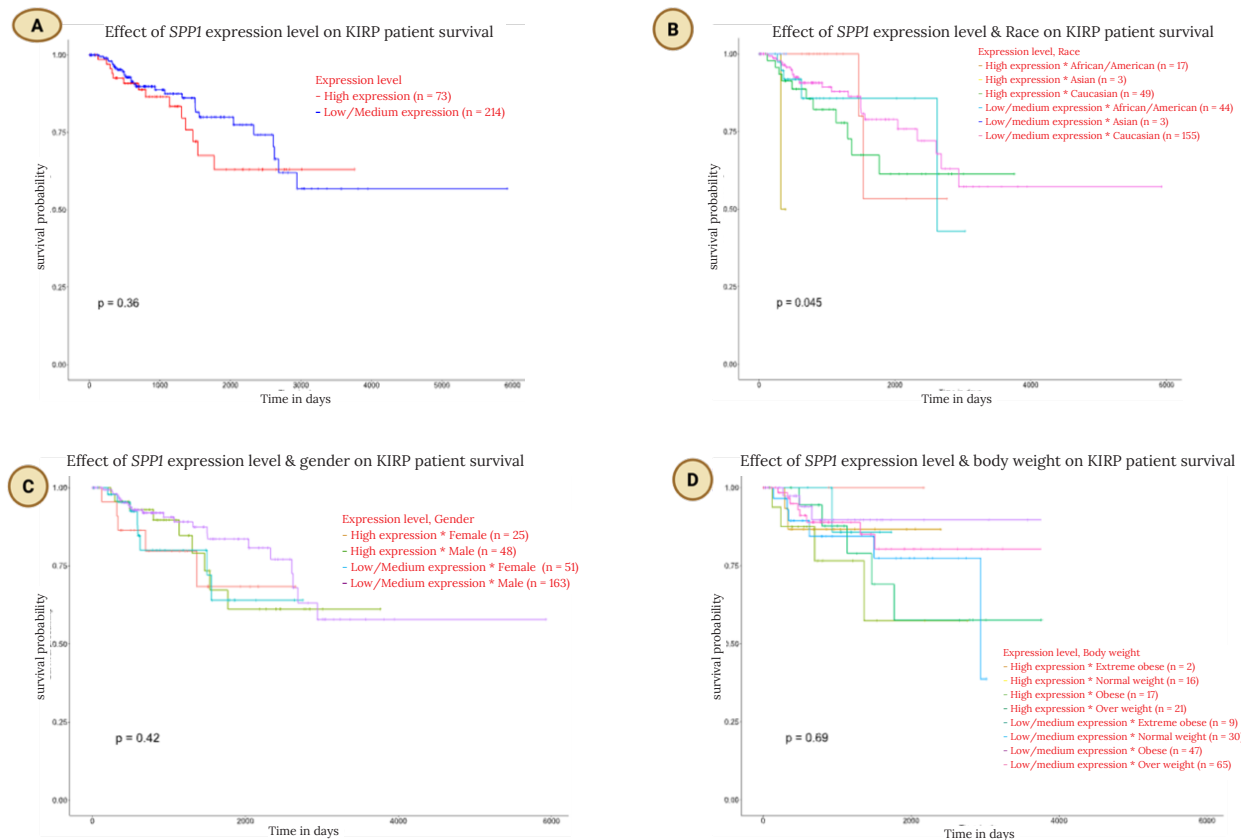 A
Effect of SPP1 expression level on KIRP patient survival
Expression level
- High expression (n = 73)
- Low/Medium expression (n = 214)
survival probability
1.00
0.75
0.50
0.25
0.00
p = 0.36
0 1000 2000 3000 4000 5000 6000
Time in days
B
Effect of SPP1 expression level & Race on KIRP patient survival
Expression level, Race
- High expression * African/American (n = 17)
- High expression * Asian (n = 3)
- High expression * Caucasian (n = 49)
- Low/medium expression * African/American (n = 44)
- Low/medium expression * Asian (n = 3)
- Low/medium expression * Caucasian (n = 155)
survival probability
1.00
0.75
0.50
0.25
0.00
p = 0.045
0 2000 4000 6000
Time in days
C
Effect of SPP1 expression level & gender on KIRP patient survival
Expression level, Gender
- High expression * Female (n = 25)
- High expression * Male (n = 48)
- Low/Medium expression * Female (n = 51)
- Low/Medium expression * Male (n = 163)
survival probability
1.00
0.75
0.50
0.25
0.00
p = 0.42
0 2000 4000 6000
Time in days
D
Effect of SPP1 expression level & body weight on KIRP patient survival
Expression level, Body weight
- High expression * Extreme obese (n = 2)
- High expression * Normal weight (n = 16)
- High expression * Obese (n = 17)
- High expression * Over weight (n = 21)
- Low/medium expression * Extreme obese (n = 9)
- Low/medium expression * Normal weight (n = 30)
- Low/medium expression * Obese (n = 47)
- Low/medium expression * Over weight (n = 65)
survival probability
1.00
0.75
0.50
0.25
0.00
p = 0.69
0 2000 4000 6000
Time in days